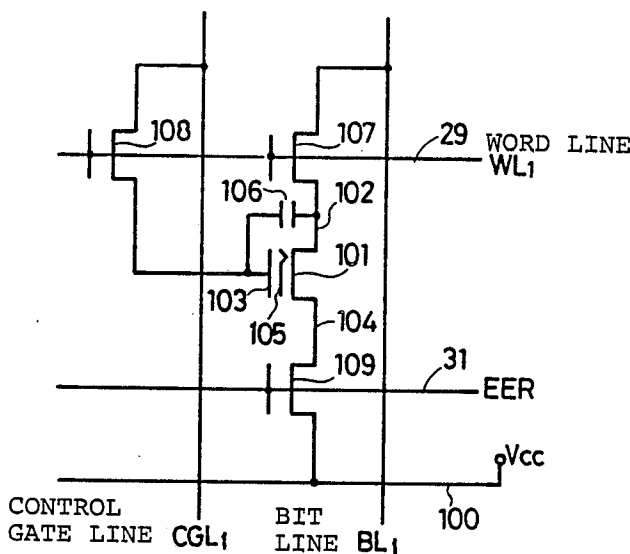 108
107
29
WORD LINE
WL1
106
102
103
101
105
104
109
31
EER
Vcc
100
CONTROL
GATE LINE CGL1
BIT
LINE BL1